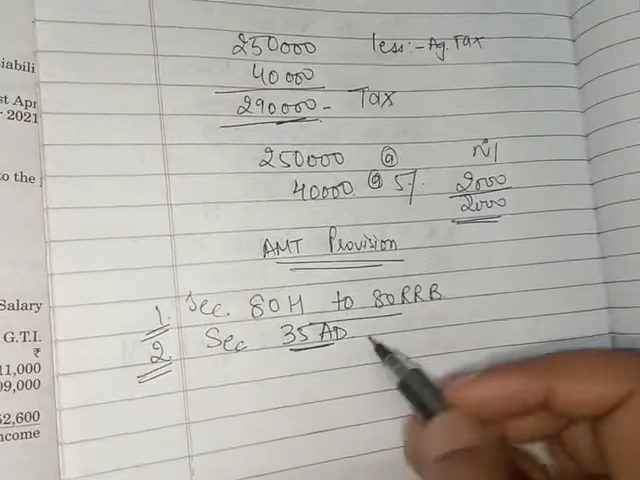 iabili
st Apr
2021
to the
Salary
G.T.I.
₹
11,000
09,000
52,600
ncome
250000 less:- Ag. Tax
40000
290000 - Tax
250000 @ Nil
40000 @ 5% 2000
2000
AMT Provision
1. Sec. 80H to 80RRB
2. Sec 35AD